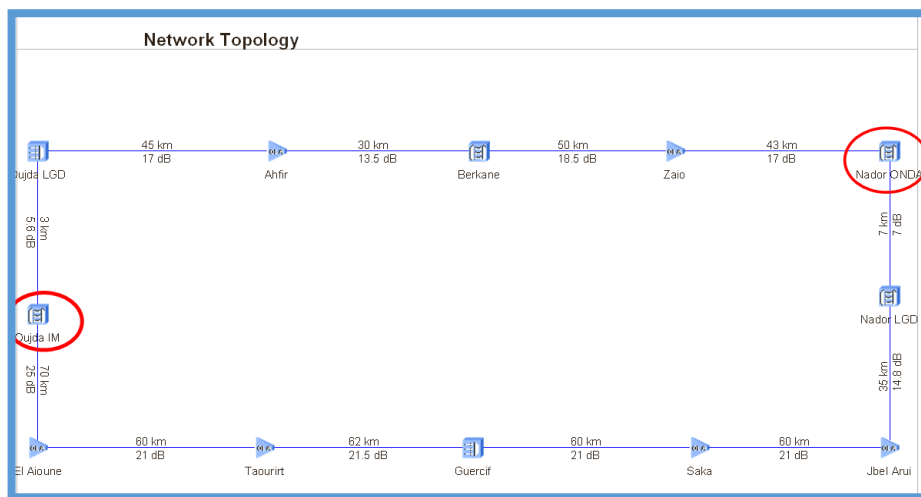 Network Topology
45 km
17 dB
30 km
13.5 dB
50 km
18.5 dB
43 km
17 dB
Oujda LGD
Ahfir
Berkane
Zaio
Nador ONDA
3 km
5.6 dB
7 km
7 dB
Oujda IM
Nador LGD
70 km
25 dB
35 km
14.8 dB
60 km
21 dB
62 km
21.5 dB
60 km
21 dB
60 km
21 dB
El Aioune
Taourirt
Guercif
Saka
Jbel Arui